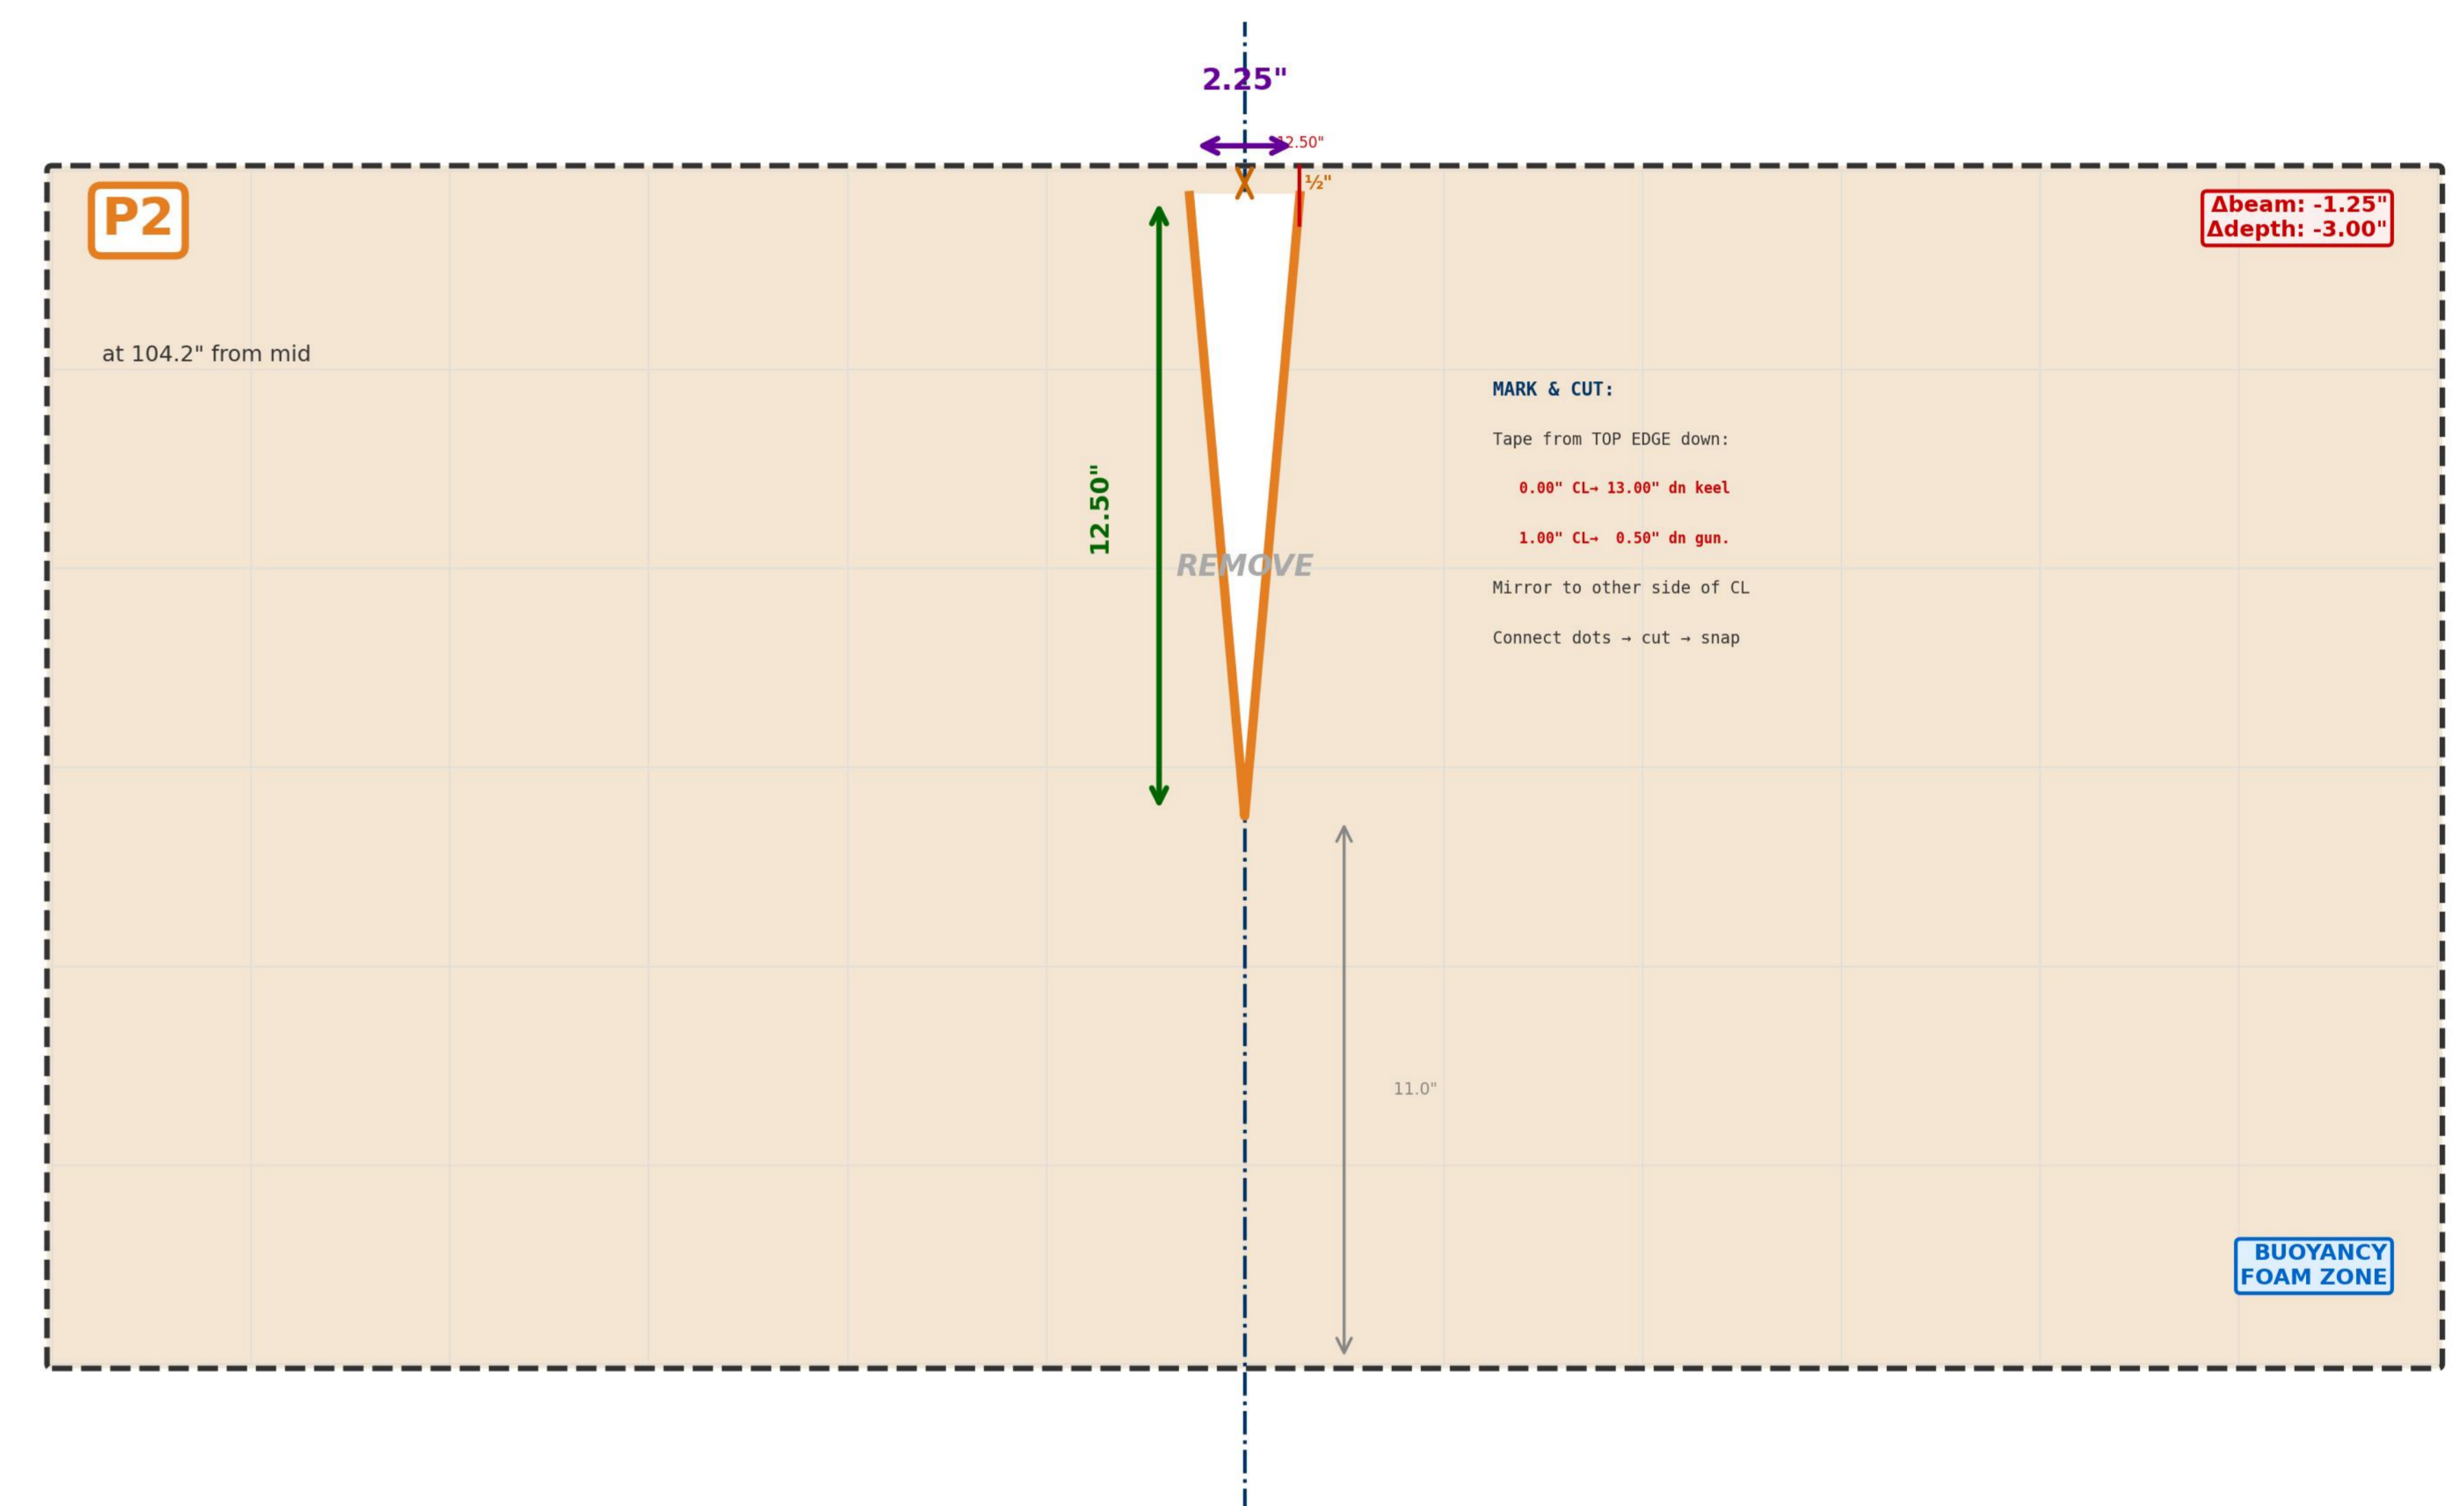 2.25"
12.50"
½"
P2
Δbeam: -1.25"
Δdepth: -3.00"
at 104.2" from mid
MARK & CUT:
Tape from TOP EDGE down:
0.00" CL→ 13.00" dn keel
12.50"
1.00" CL→  0.50" dn gun.
REMOVE
Mirror to other side of CL
Connect dots → cut → snap
11.0"
BUOYANCY
FOAM ZONE